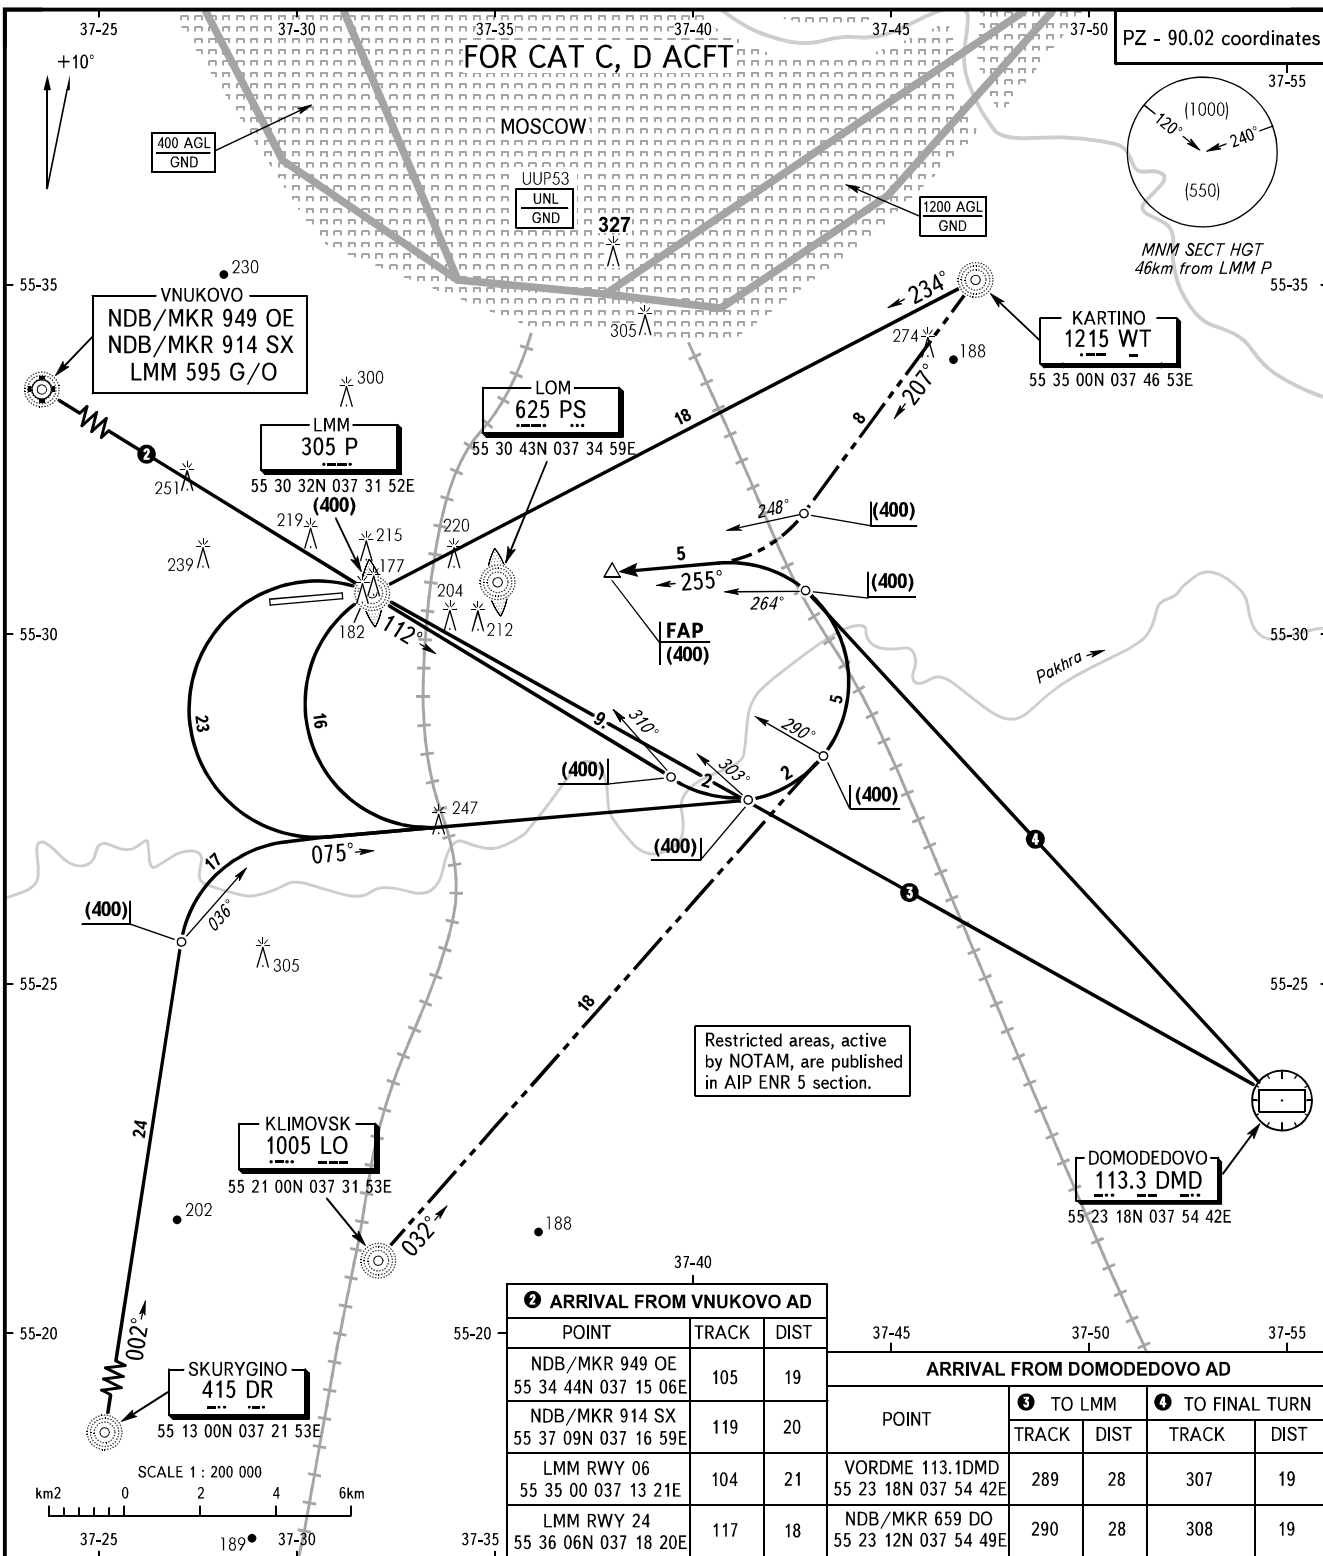 37-25
37-30
37-35
37-40
37-45
37-50
PZ - 90.02 coordinates
37-55
+10°
FOR CAT C, D ACFT
MOSCOW
400 AGL
GND
UUP53
UNL
GND
1200 AGL
GND
327
(1000)
120°
240°
(550)
MNM SECT HGT
46km from LMM P
230
55-35
55-35
VNUKOVO
NDB/MKR 949 OE
NDB/MKR 914 SX
LMM 595 G/O
305
234°
274
188
KARTINO
1215 WT
55 35 00N 037 46 53E
300
LOM
625 PS
55 30 43N 037 34 59E
LMM
305 P
55 30 32N 037 31 52E
(400)
18
207°
8
2
251
219
239
215
177
220
204
212
182
248°
(400)
5
255°
264°
(400)
FAP
(400)
112°
55-30
55-30
Pakhra
23
16
9.
310°
303°
290°
5
2
2
(400)
(400)
(400)
247
075°
17
036°
(400)
305
4
3
55-25
55-25
18
Restricted areas, active
by NOTAM, are published
in AIP ENR 5 section.
24
KLIMOVSK
1005 LO
55 21 00N 037 31.53E
032°
202
188
DOMODEDOVO
113.3 DMD
55 23 18N 037 54 42E
37-40
002°
55-20
55-20
37-45
37-50
37-55
SKURYGINO
415 DR
55 13 00N 037 21 53E
SCALE 1 : 200 000
km2 0 2 4 6km
189
37-25
37-30
37-35
2 ARRIVAL FROM VNUKOVO AD
POINT TRACK DIST
NDB/MKR 949 OE
55 34 44N 037 15 06E 105 19
NDB/MKR 914 SX
55 37 09N 037 16 59E 119 20
LMM RWY 06
55 35 00 037 13 21E 104 21
LMM RWY 24
55 36 06N 037 18 20E 117 18
ARRIVAL FROM DOMODEDOVO AD
POINT 3 TO LMM 4 TO FINAL TURN
TRACK DIST TRACK DIST
VORDME 113.1DMD
55 23 18N 037 54 42E 289 28 307 19
NDB/MKR 659 DO
55 23 12N 037 54 49E 290 28 308 19